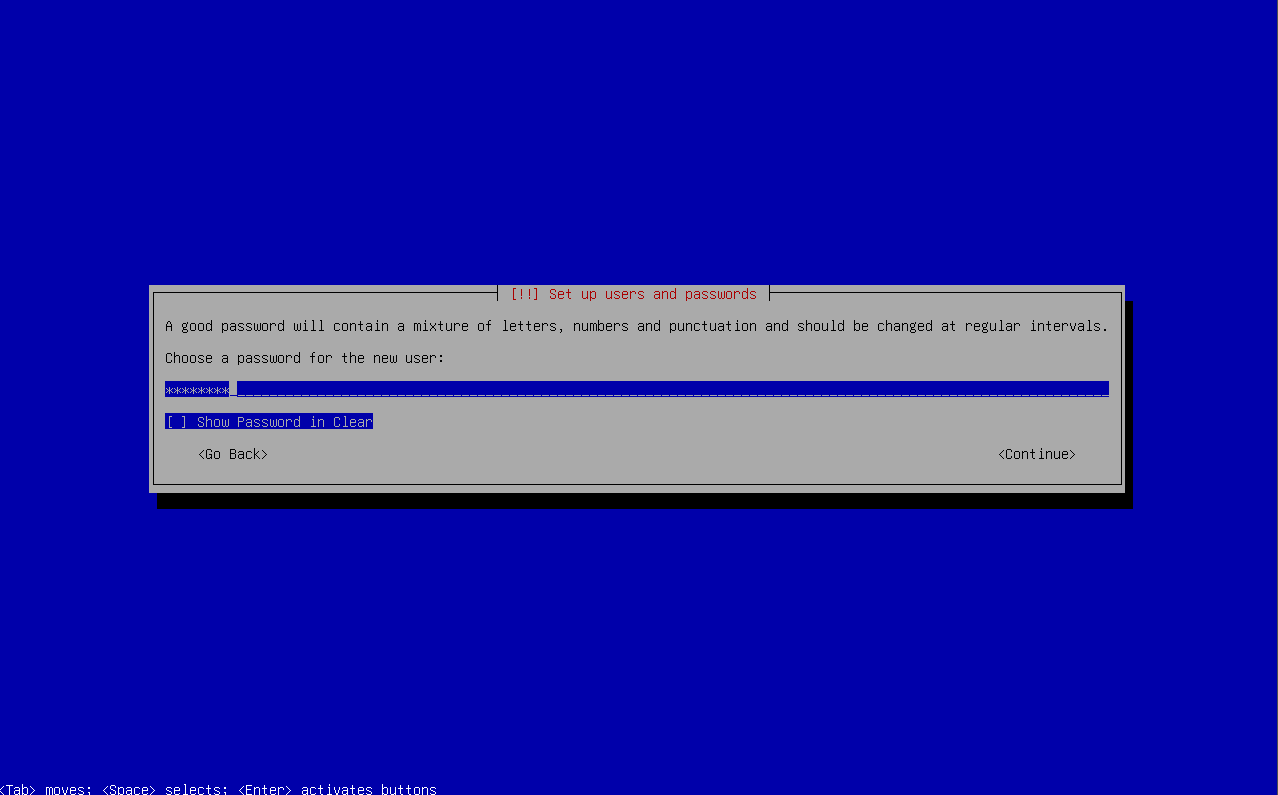 [!!] Set up users and passwords
A good password will contain a mixture of letters, numbers and punctuation and should be changed at regular intervals.
Choose a password for the new user:
********
[ ] Show Password in Clear
<Go Back> <Continue>
<Tab> moves; <Space> selects; <Enter> activates buttons